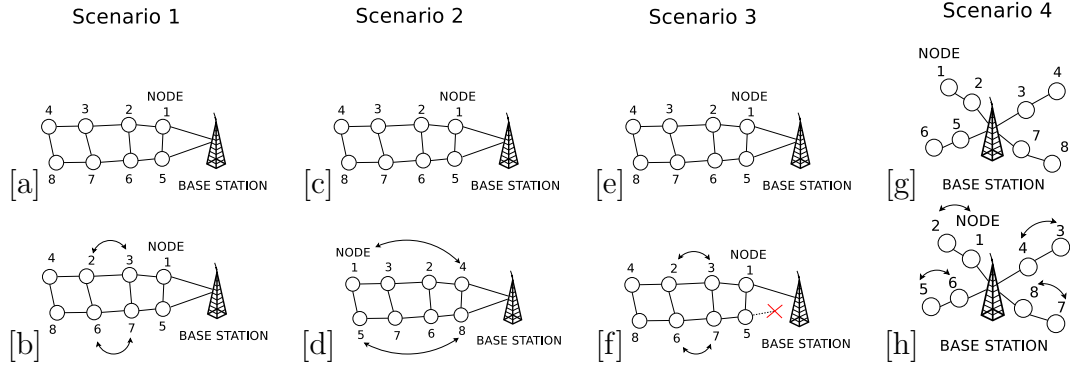 Scenario 1
Scenario 2
Scenario 3
Scenario 4
NODE
4 3 2 1
8 7 6 5
[a]
BASE STATION
NODE
4 3 2 1
8 7 6 5
[c]
BASE STATION
NODE
4 3 2 1
8 7 6 5
[e]
BASE STATION
NODE
1 2 3 4
6 5 7 8
[g]
BASE STATION
NODE
4 2 3 1
8 6 7 5
[b]
BASE STATION
NODE
1 3 2 4
5 7 6 8
[d]
BASE STATION
NODE
4 2 3 1
8 6 7 5
[f]
BASE STATION
NODE
2 1 4 3
5 6 8 7
[h]
BASE STATION